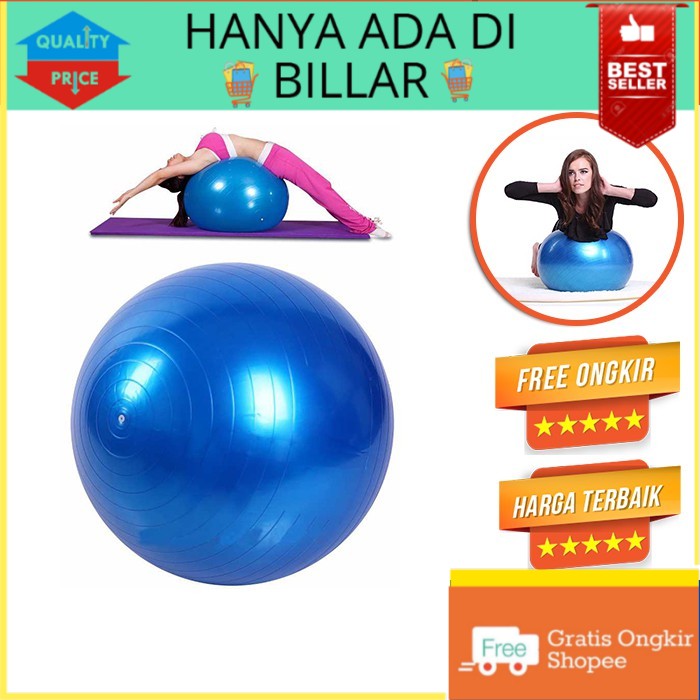 QUALITY
PRICE
HANYA ADA DI
BILLAR
BEST
SELLER
FREE ONGKIR
HARGA TERBAIK
Free
Gratis Ongkir
Shopee